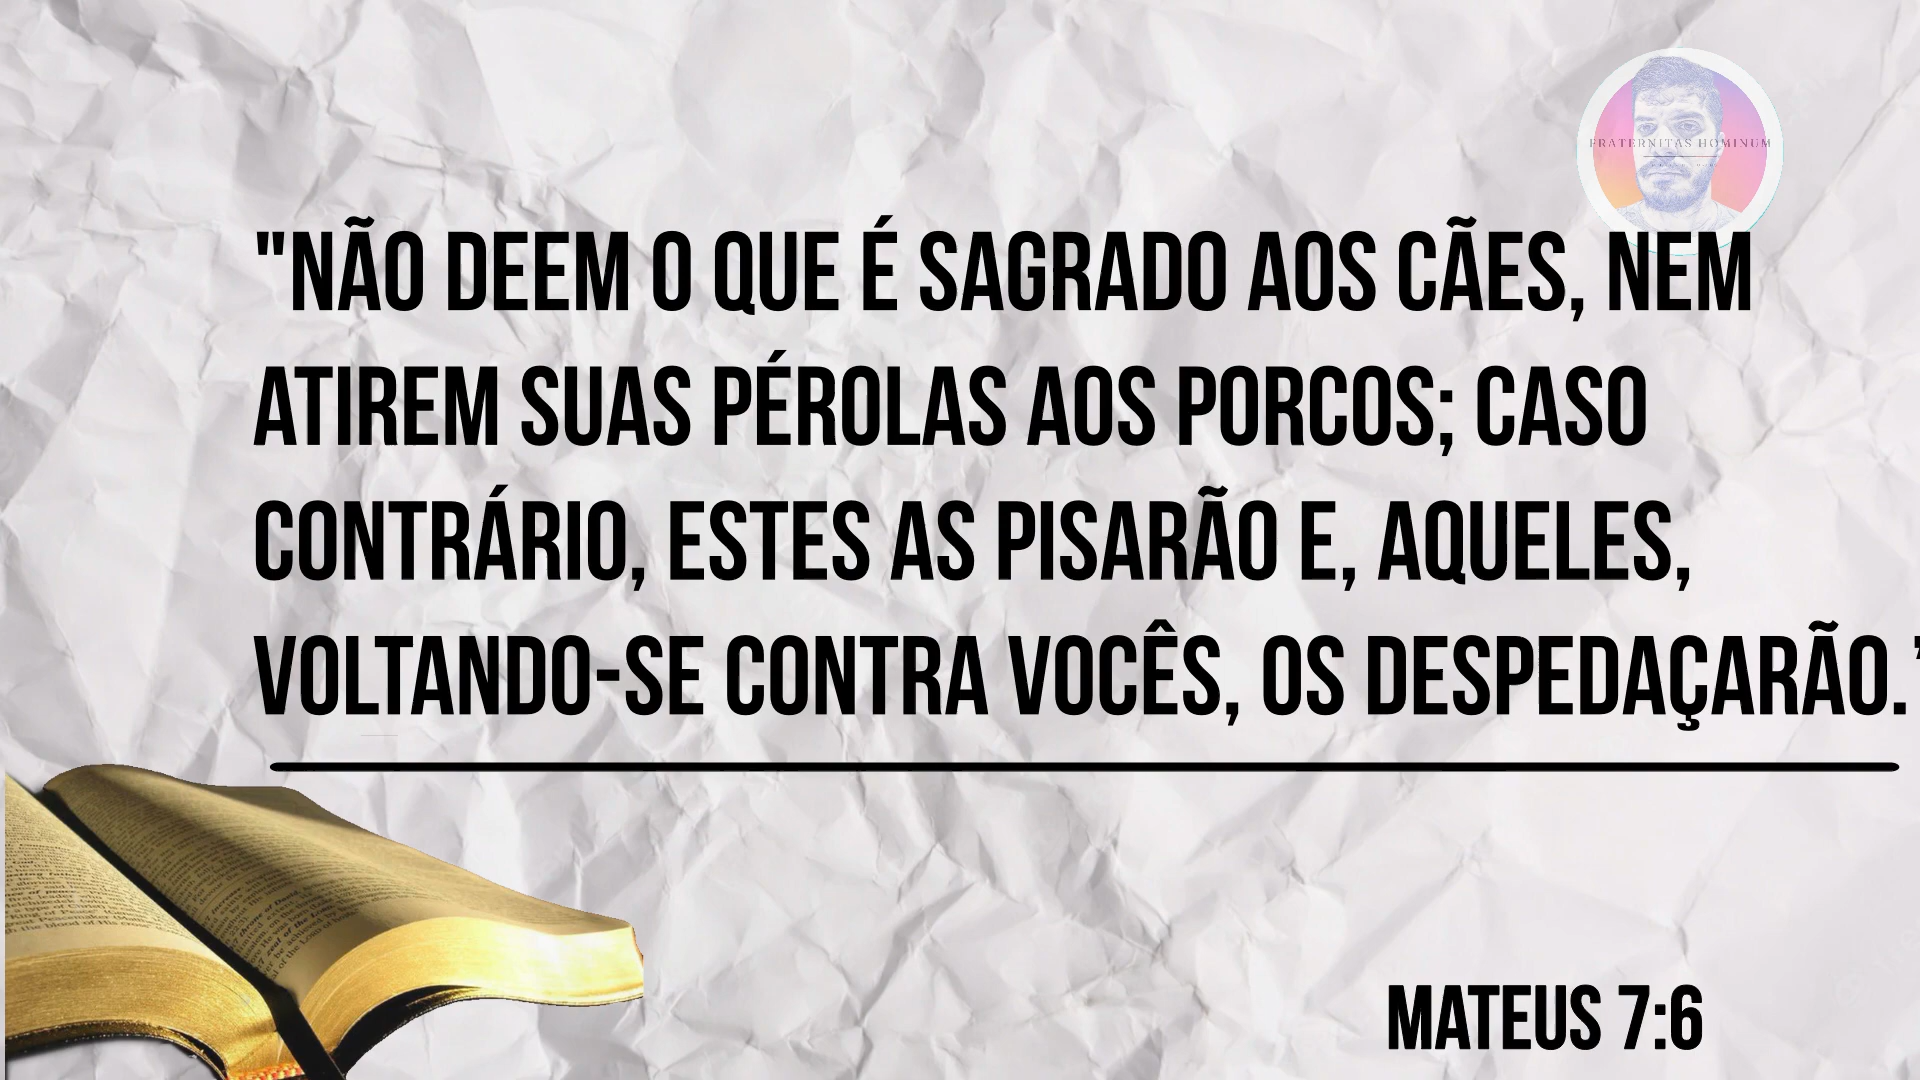 FRATERNITAS HOMINUM
"NÃO DEEM O QUE É SAGRADO AOS CÃES, NEM
ATIREM SUAS PÉROLAS AOS PORCOS; CASO
CONTRÁRIO, ESTES AS PISARÃO E, AQUELES,
VOLTANDO-SE CONTRA VOCÊS, OS DESPEDAÇARÃO."
MATEUS 7:6